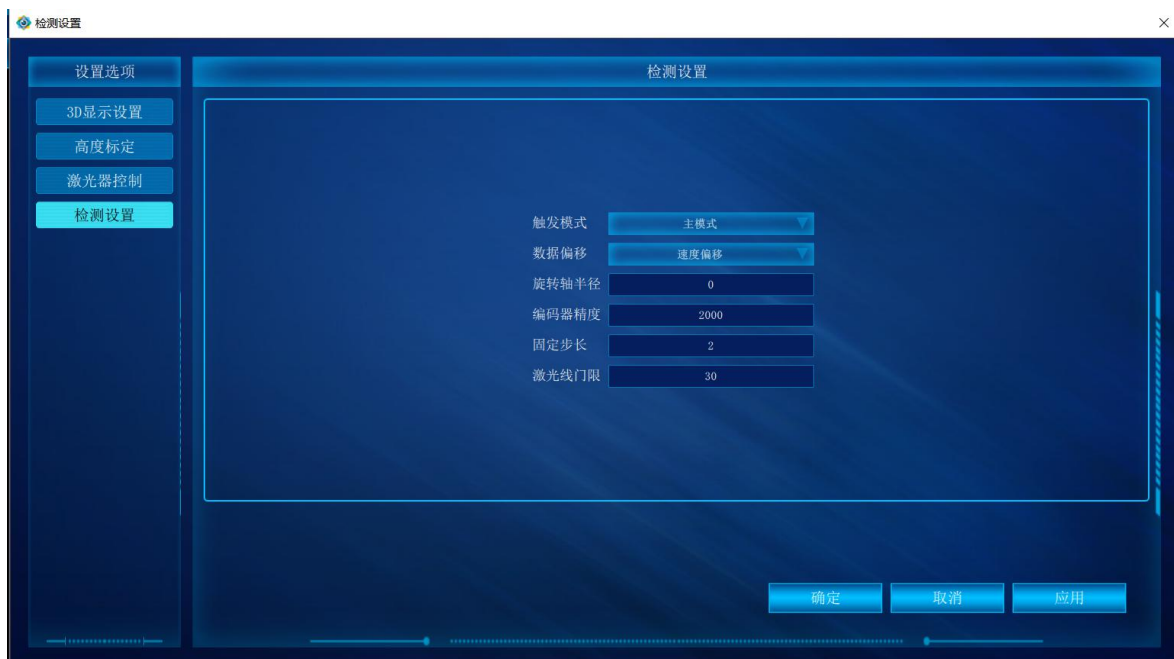 检测设置
设置选项
检测设置
3D显示设置
高度标定
激光器控制
检测设置
触发模式 主模式
数据偏移 速度偏移
旋转轴半径 0
编码器精度 2000
固定步长 2
激光线门限 30
确定 取消 应用